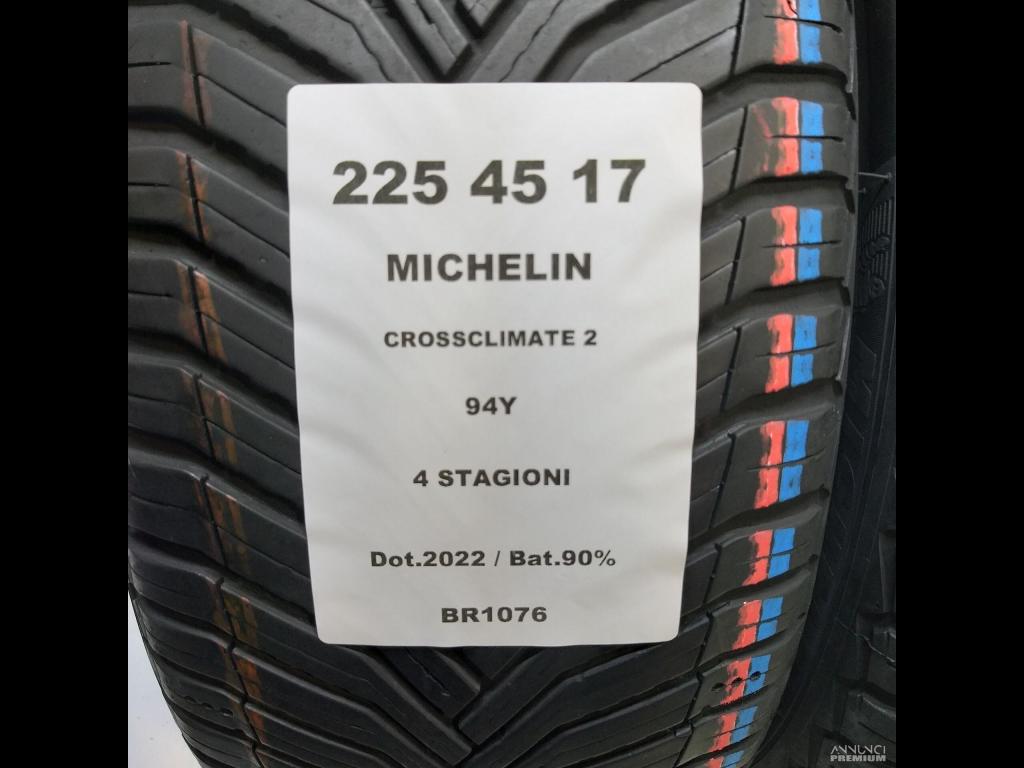 225 45 17
MICHELIN
CROSSCLIMATE 2
94Y
4 STAGIONI
Dot.2022 / Bat.90%
BR1076
ANNUNCI
PREMIUM